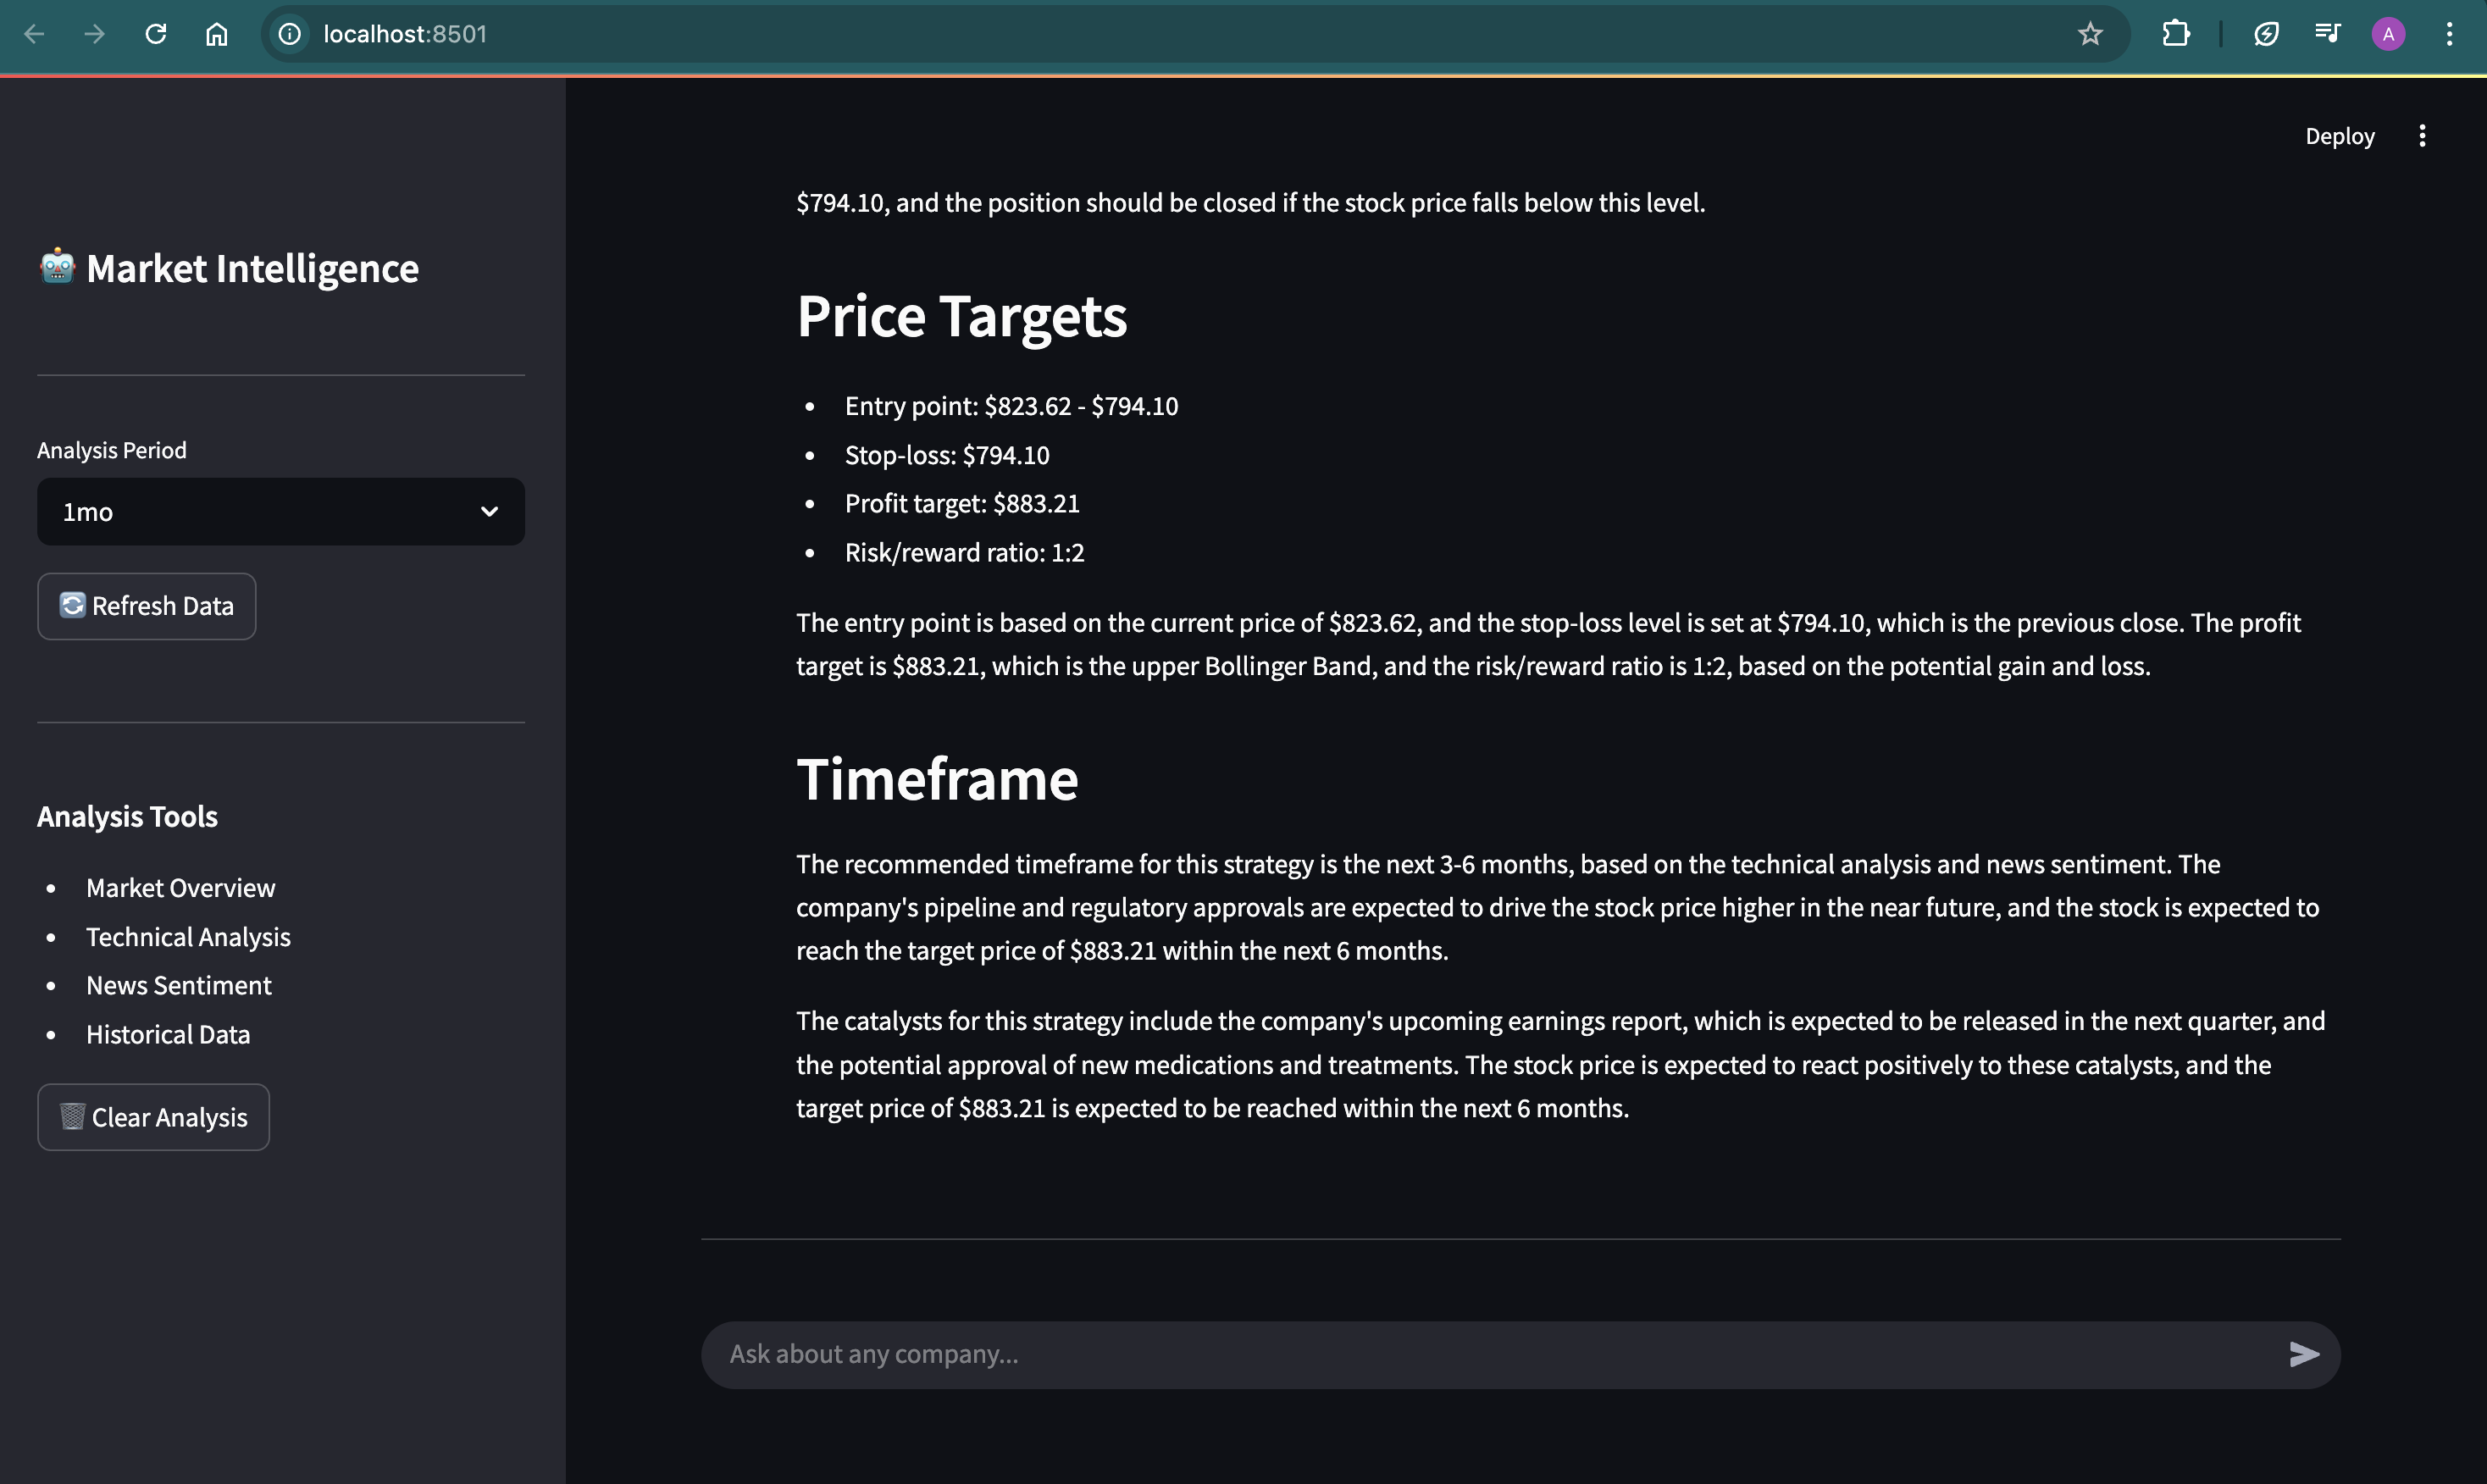 localhost:8501
A
Deploy
🤖 Market Intelligence
Analysis Period
1mo
🔄 Refresh Data
Analysis Tools
• Market Overview
• Technical Analysis
• News Sentiment
• Historical Data
🗑️ Clear Analysis
$794.10, and the position should be closed if the stock price falls below this level.
Price Targets
• Entry point: $823.62 - $794.10
• Stop-loss: $794.10
• Profit target: $883.21
• Risk/reward ratio: 1:2
The entry point is based on the current price of $823.62, and the stop-loss level is set at $794.10, which is the previous close. The profit
target is $883.21, which is the upper Bollinger Band, and the risk/reward ratio is 1:2, based on the potential gain and loss.
Timeframe
The recommended timeframe for this strategy is the next 3-6 months, based on the technical analysis and news sentiment. The
company's pipeline and regulatory approvals are expected to drive the stock price higher in the near future, and the stock is expected to
reach the target price of $883.21 within the next 6 months.
The catalysts for this strategy include the company's upcoming earnings report, which is expected to be released in the next quarter, and
the potential approval of new medications and treatments. The stock price is expected to react positively to these catalysts, and the
target price of $883.21 is expected to be reached within the next 6 months.
Ask about any company...